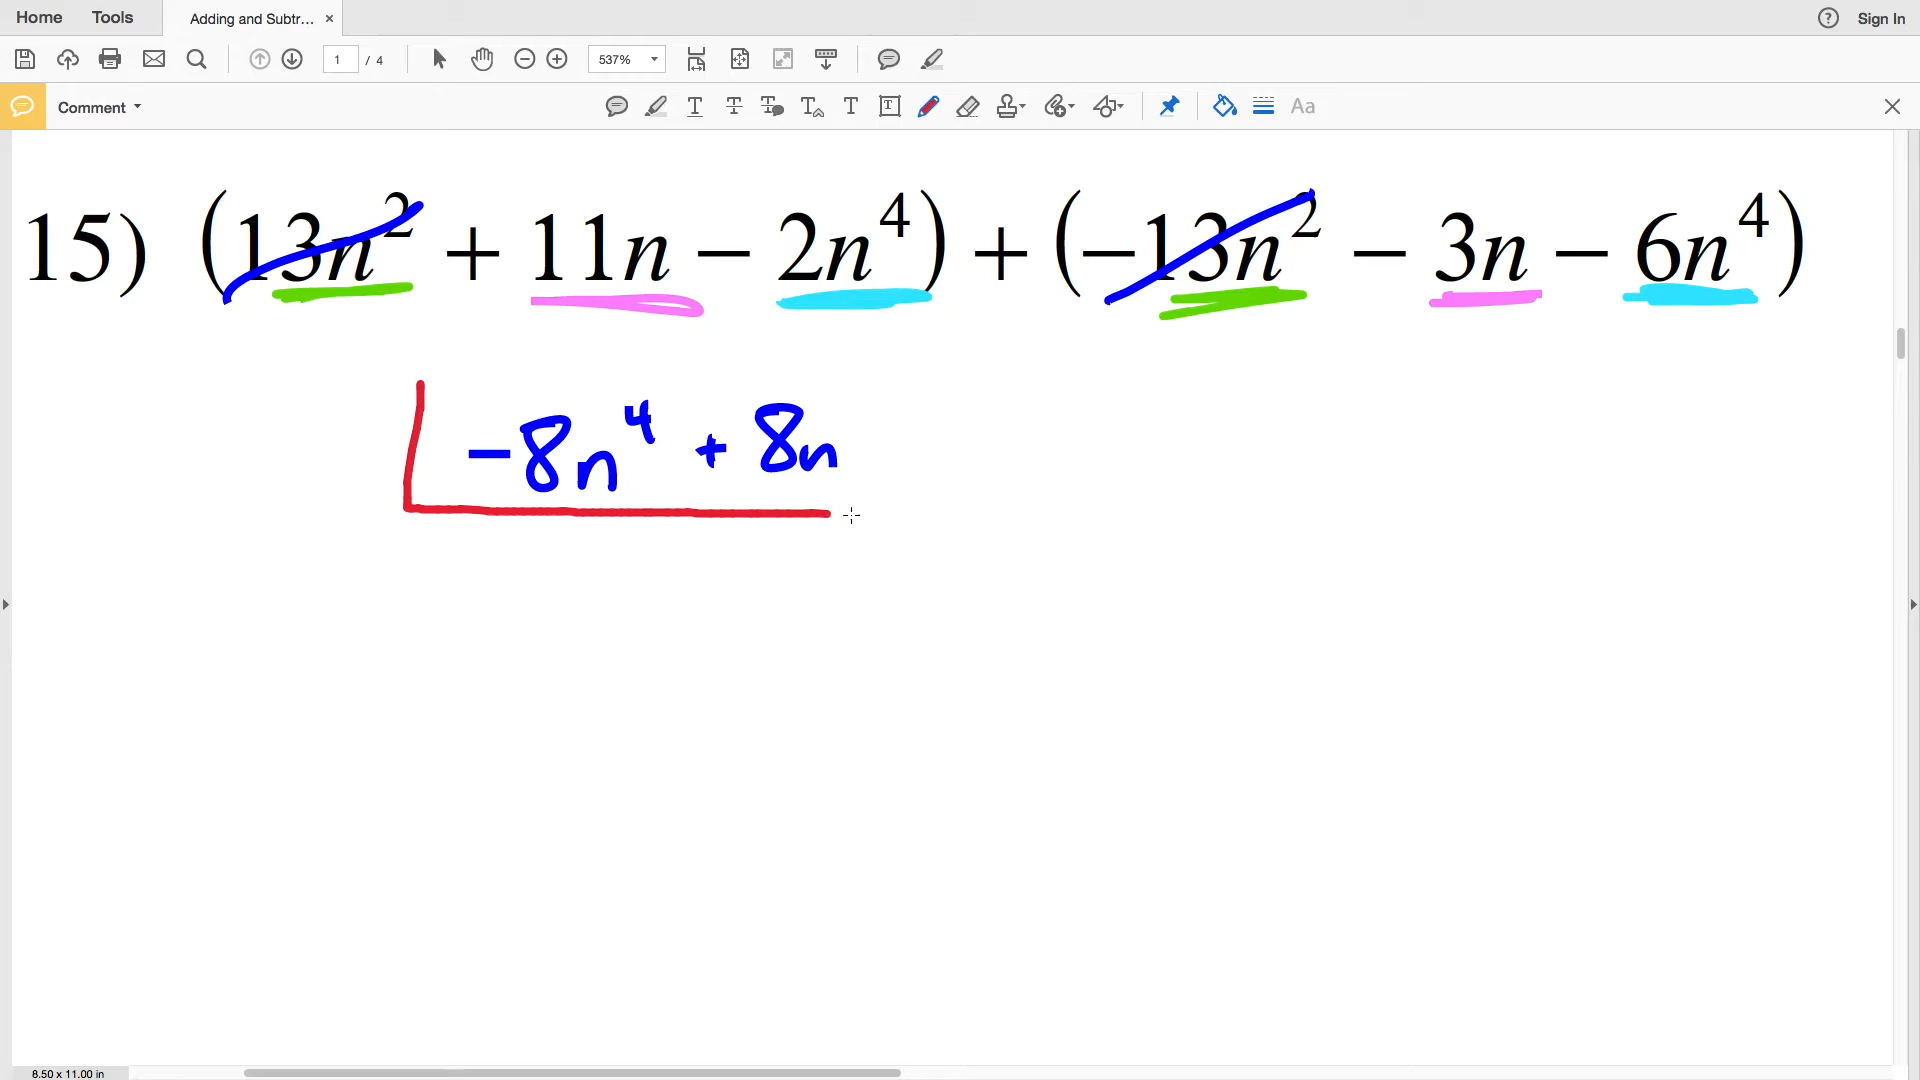 Home Tools Adding and Subtr... × ? Sign In
1 / 4 537%
Comment T T T T T T Aa
15) (13n² + 11n − 2n⁴) + (−13n² − 3n − 6n⁴)
−8n⁴ + 8n
8.50 x 11.00 in